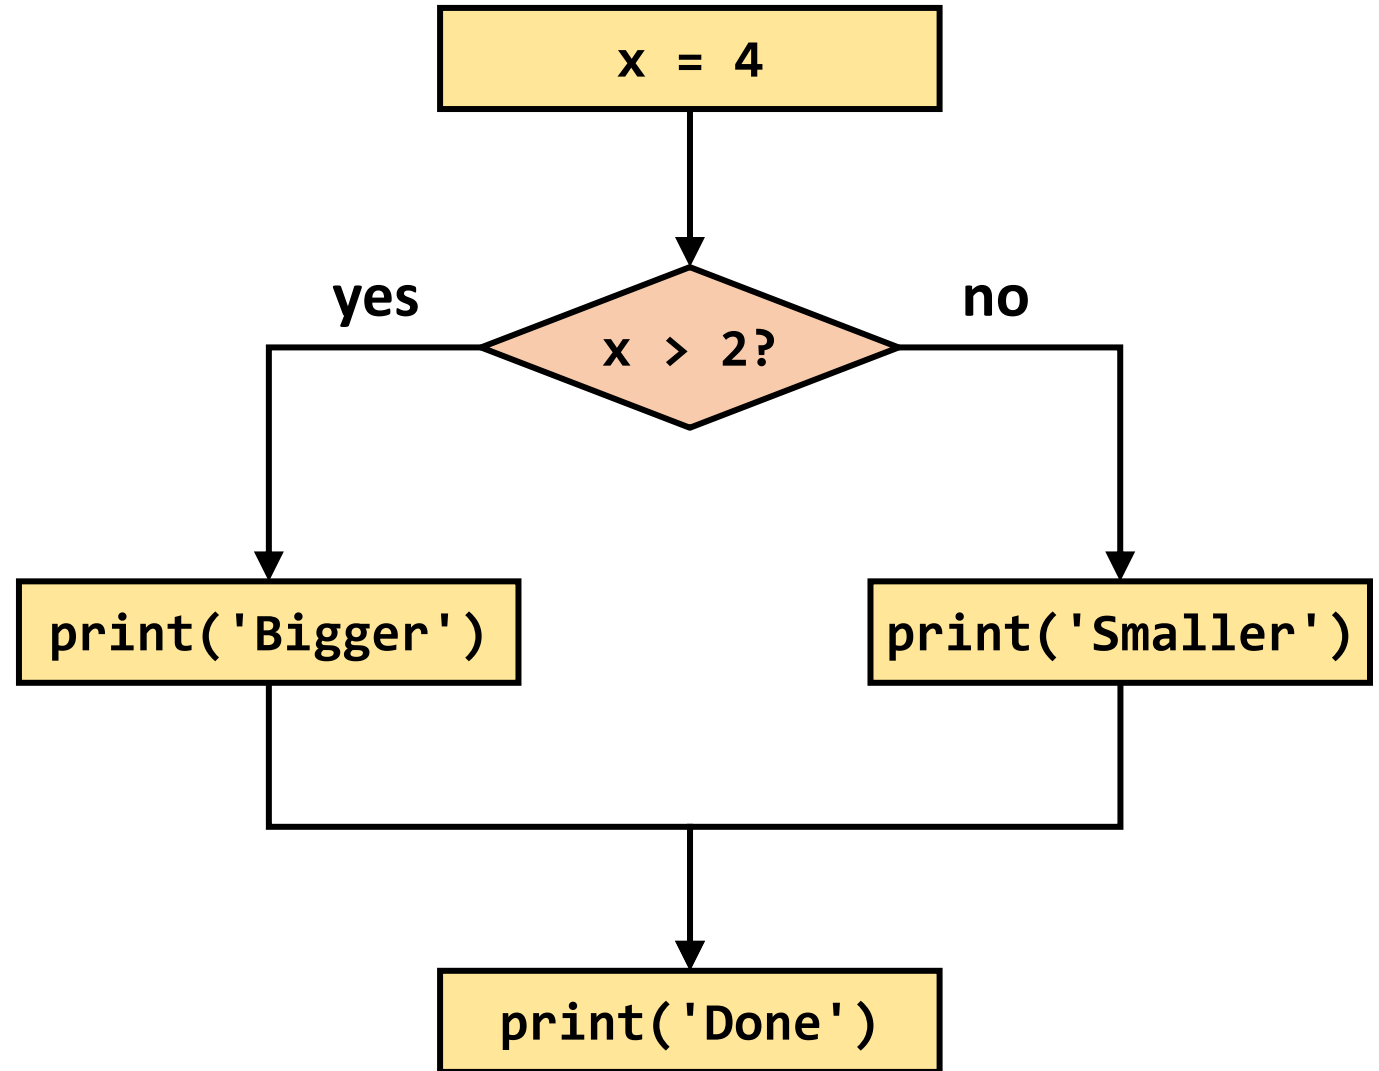 x = 4
yes
no
x > 2?
print('Bigger')
print('Smaller')
print('Done')